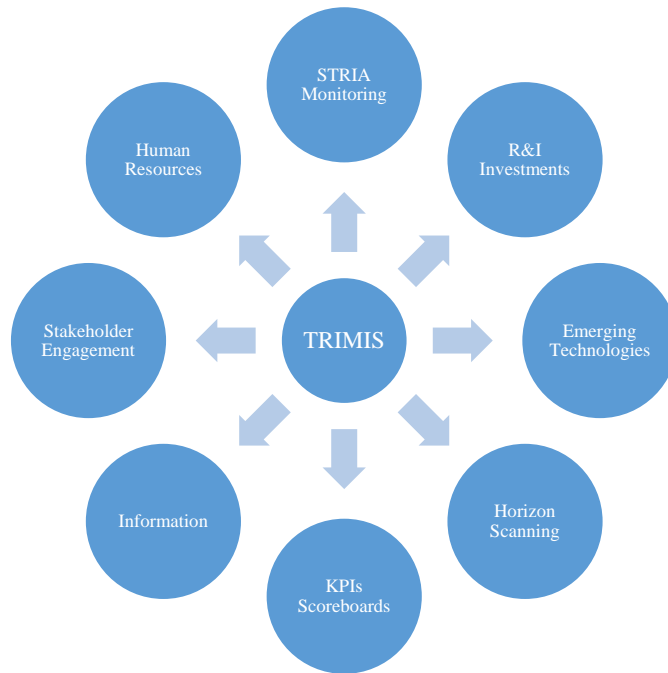 STRIA
Monitoring
Human
Resources
R&I
Investments
Stakeholder
Engagement
TRIMIS
Emerging
Technologies
Information
Horizon
Scanning
KPIs
Scoreboards